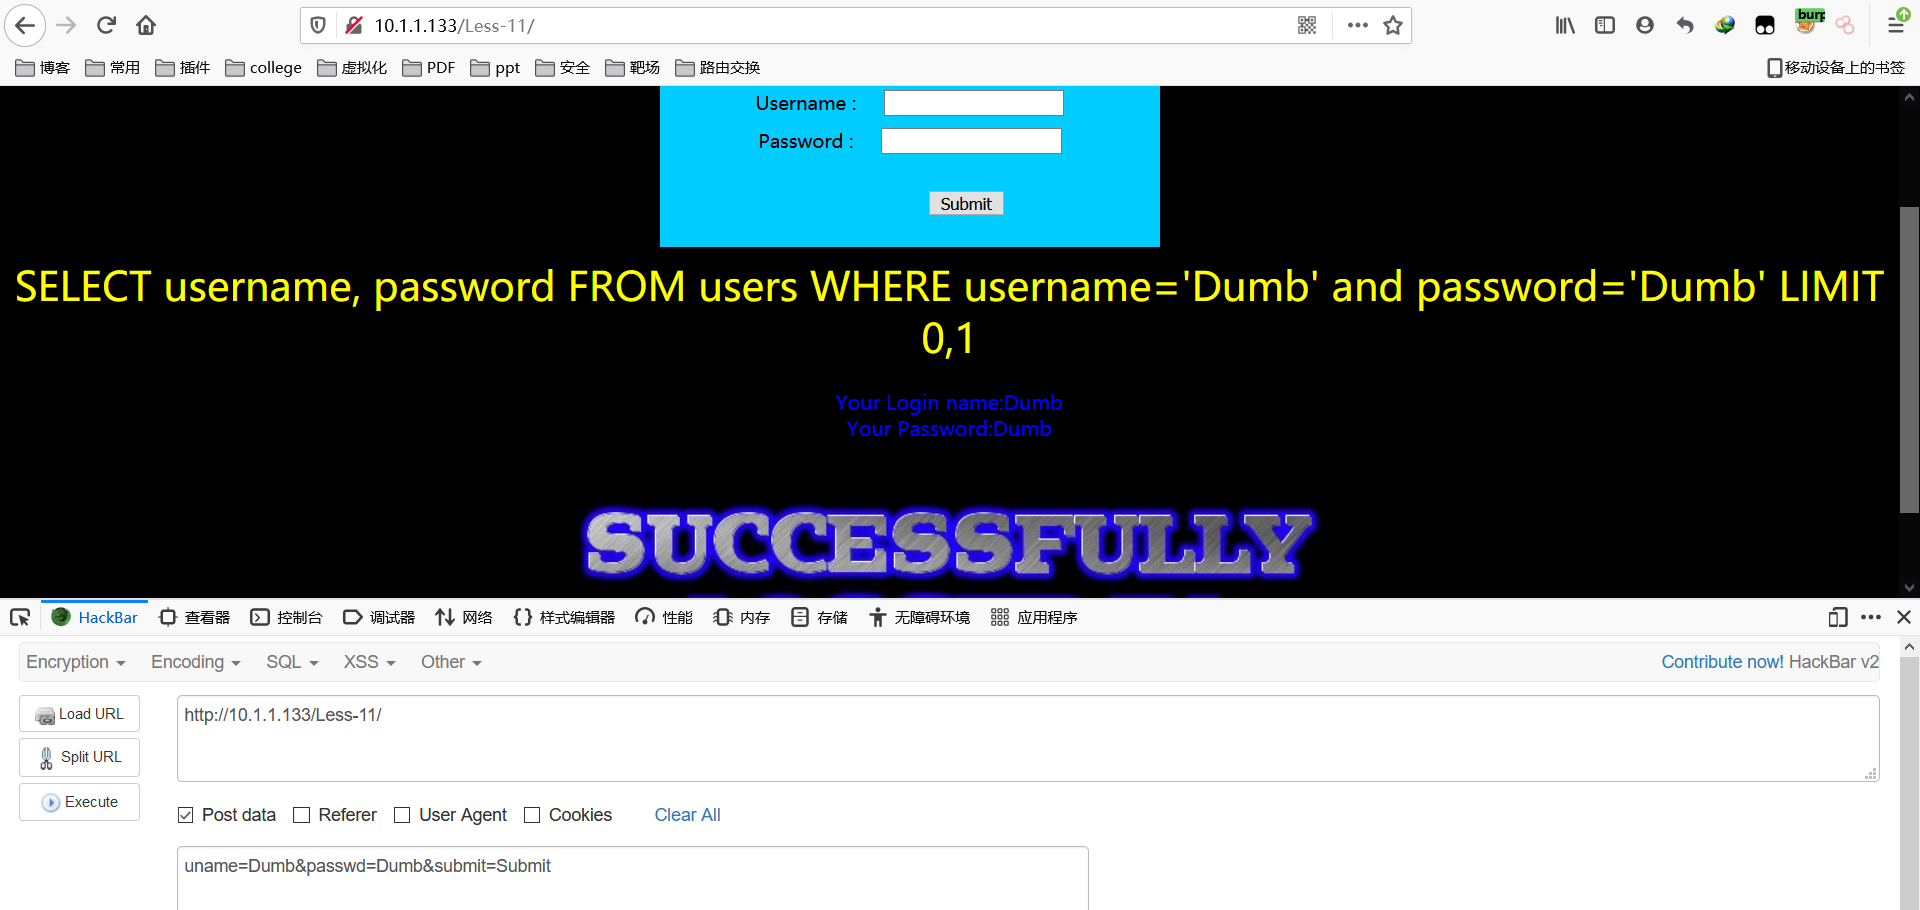 10.1.1.133/Less-11/
burp
博客 常用 插件 college 虚拟化 PDF ppt 安全 靶场 路由交换 移动设备上的书签
Username :
Password :
Submit
SELECT username, password FROM users WHERE username='Dumb' and password='Dumb' LIMIT
0,1
Your Login name:Dumb
Your Password:Dumb
SUCCESSFULLY
HackBar 查看器 控制台 调试器 网络 样式编辑器 性能 内存 存储 无障碍环境 应用程序
Encryption Encoding SQL XSS Other Contribute now! HackBar v2
Load URL http://10.1.1.133/Less-11/
Split URL
Execute
Post data Referer User Agent Cookies Clear All
uname=Dumb&passwd=Dumb&submit=Submit